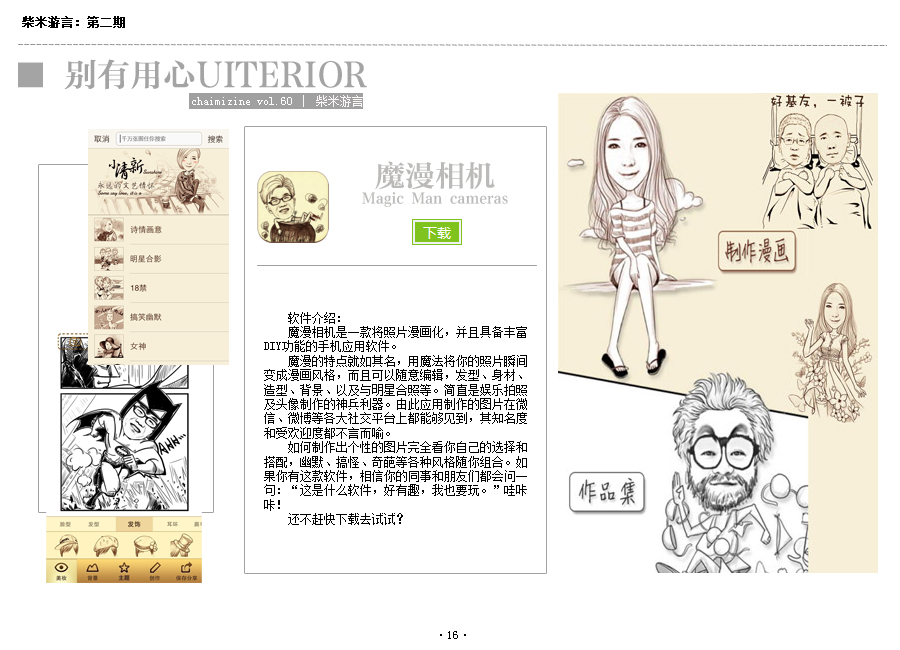 柴米游言：第二期
别有用心UITERIOR
chaimizine vol.60 | 柴米游言
取消 千万张图任你搜索 搜索
小清新
Sunshine
永远的文艺情怀
诗情画意
明星合影
18禁
搞笑幽默
女神
AHH...
脸型 发型 发饰 耳环
美妆 背景 主题 创作 保存分享
魔漫相机
Magic Man cameras
下载
软件介绍：
魔漫相机是一款将照片漫画化，并且具备丰富
DIY功能的手机应用软件。
魔漫的特点就如其名，用魔法将你的照片瞬间
变成漫画风格，而且可以随意编辑，发型、身材、
造型、背景、以及与明星合照等。简直是娱乐拍照
及头像制作的神兵利器。由此应用制作的图片在微
信、微博等各大社交平台上都能够见到，其知名度
和受欢迎度都不言而喻。
如何制作出个性的图片完全看你自己的选择和
搭配，幽默、搞怪、奇葩等各种风格随你组合。如
果你有这款软件，相信你的同事和朋友们都会问一
句：“这是什么软件，好有趣，我也要玩。”哇咔
咔！
还不赶快下载去试试？
好基友，一被子
制作漫画
作品集
·16·